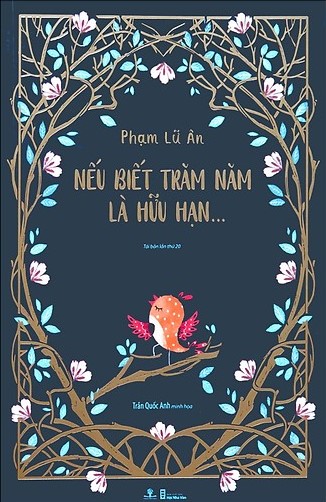 Phạm Lữ Ân
NẾU BIẾT TRĂM NĂM
LÀ HỮU HẠN...
Tái bản lần thứ 20
Trần Quốc Anh minh họa